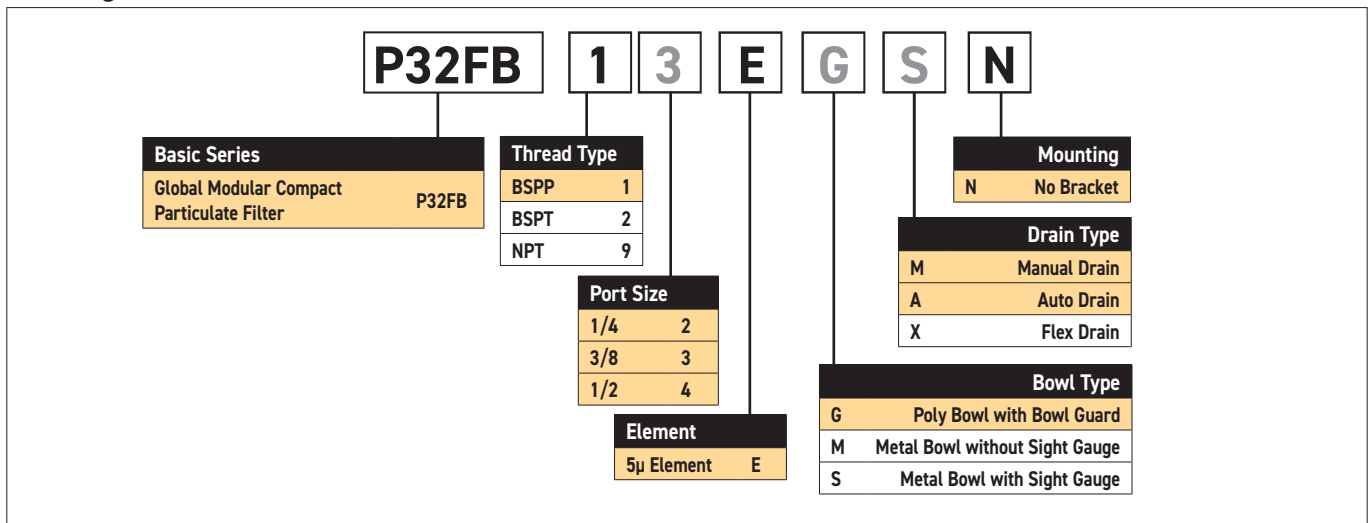 P32FB 1 3 E G S N
Basic Series
Global Modular Compact
Particulate Filter P32FB
Thread Type
BSPP 1
BSPT 2
NPT 9
Port Size
1/4 2
3/8 3
1/2 4
Element
5µ Element E
Mounting
N No Bracket
Drain Type
M Manual Drain
A Auto Drain
X Flex Drain
Bowl Type
G Poly Bowl with Bowl Guard
M Metal Bowl without Sight Gauge
S Metal Bowl with Sight Gauge